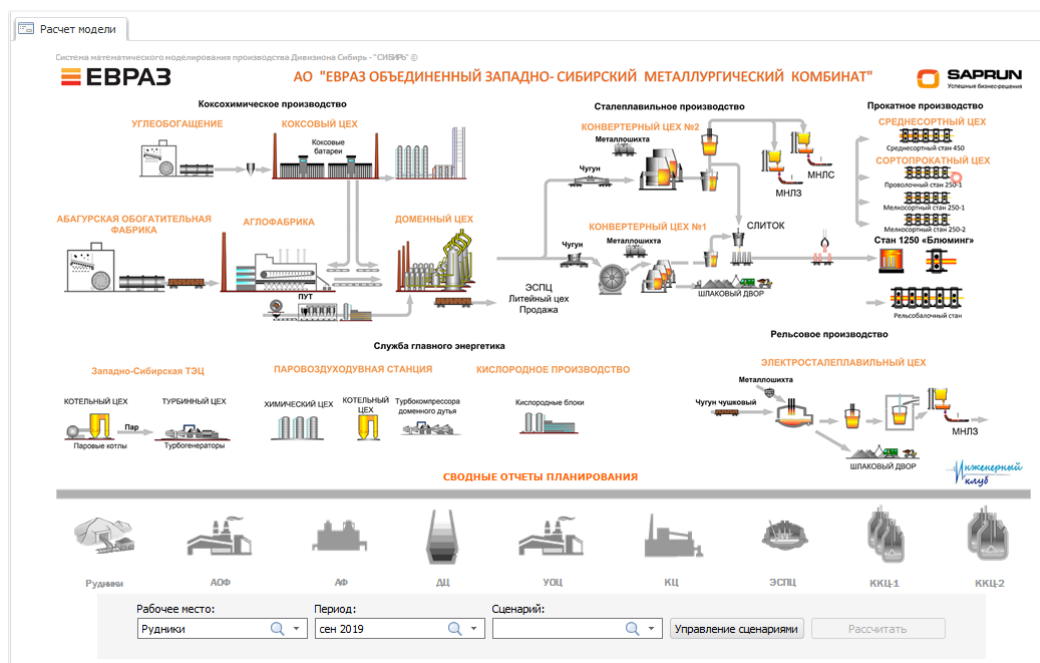 Расчет модели
Система математического моделирования производства Дивизиона Сибирь - "СИБИРЬ" ©
ЕВРАЗ
АО "ЕВРАЗ ОБЪЕДИНЕННЫЙ ЗАПАДНО- СИБИРСКИЙ МЕТАЛЛУРГИЧЕСКИЙ КОМБИНАТ"
SAPRUN
Успешные бизнес-решения
Коксохимическое производство
Сталеплавильное производство
Прокатное производство
УГЛЕОБОГАЩЕНИЕ
КОКСОВЫЙ ЦЕХ
Коксовые
батареи
КОНВЕРТЕРНЫЙ ЦЕХ №2
Металлошихта
Чугун
МНЛЗ
МНЛС
СРЕДНЕСОРТНЫЙ ЦЕХ
Среднесортный стан 450
СОРТОПРОКАТНЫЙ ЦЕХ
Проволочный стан 250-1
Мелкосортный стан 250-1
Мелкосортный стан 250-2
АБАГУРСКАЯ ОБОГАТИТЕЛЬНАЯ
ФАБРИКА
АГЛОФАБРИКА
ДОМЕННЫЙ ЦЕХ
КОНВЕРТЕРНЫЙ ЦЕХ №1
Чугун
Металлошихта
СЛИТОК
Стан 1250 «Блюминг»
ПУТ
ЭСПЦ
Литейный цех
Продажа
ШЛАКОВЫЙ ДВОР
Рельсобалочный стан
Служба главного энергетика
Рельсовое производство
Западно-Сибирская ТЭЦ
ПАРОВОЗДУХОДУВНАЯ СТАНЦИЯ
КИСЛОРОДНОЕ ПРОИЗВОДСТВО
ЭЛЕКТРОСТАЛЕПЛАВИЛЬНЫЙ ЦЕХ
КОТЕЛЬНЫЙ ЦЕХ
ТУРБИННЫЙ ЦЕХ
Пар
Паровые котлы
Турбогенераторы
ХИМИЧЕСКИЙ ЦЕХ
КОТЕЛЬНЫЙ
ЦЕХ
Турбокомпрессора
доменного дутья
Кислородные блоки
Металлошихта
Чугун чушковый
МНЛЗ
ШЛАКОВЫЙ ДВОР
Инженерный
клуб
СВОДНЫЕ ОТЧЕТЫ ПЛАНИРОВАНИЯ
Рудники
АОФ
АФ
ДЦ
УОЦ
КЦ
ЭСПЦ
ККЦ-1
ККЦ-2
Рабочее место:
Период:
Сценарий:
Рудники
сен 2019
Управление сценариями
Рассчитать